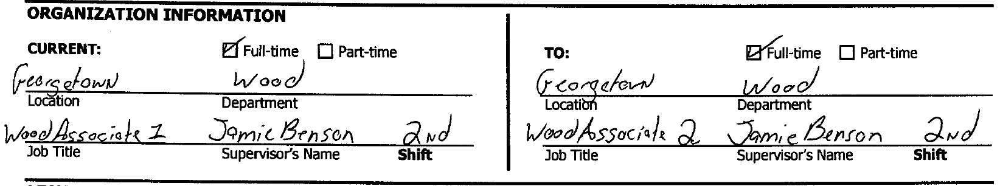 ORGANIZATION INFORMATION
CURRENT: Full-time Part-time
Georgetown Wood
Location Department
Wood Associate 1 Jamie Benson 2nd
Job Title Supervisor's Name Shift
TO: Full-time Part-time
Georgetown Wood
Location Department
Wood Associate 2 Jamie Benson 2nd
Job Title Supervisor's Name Shift